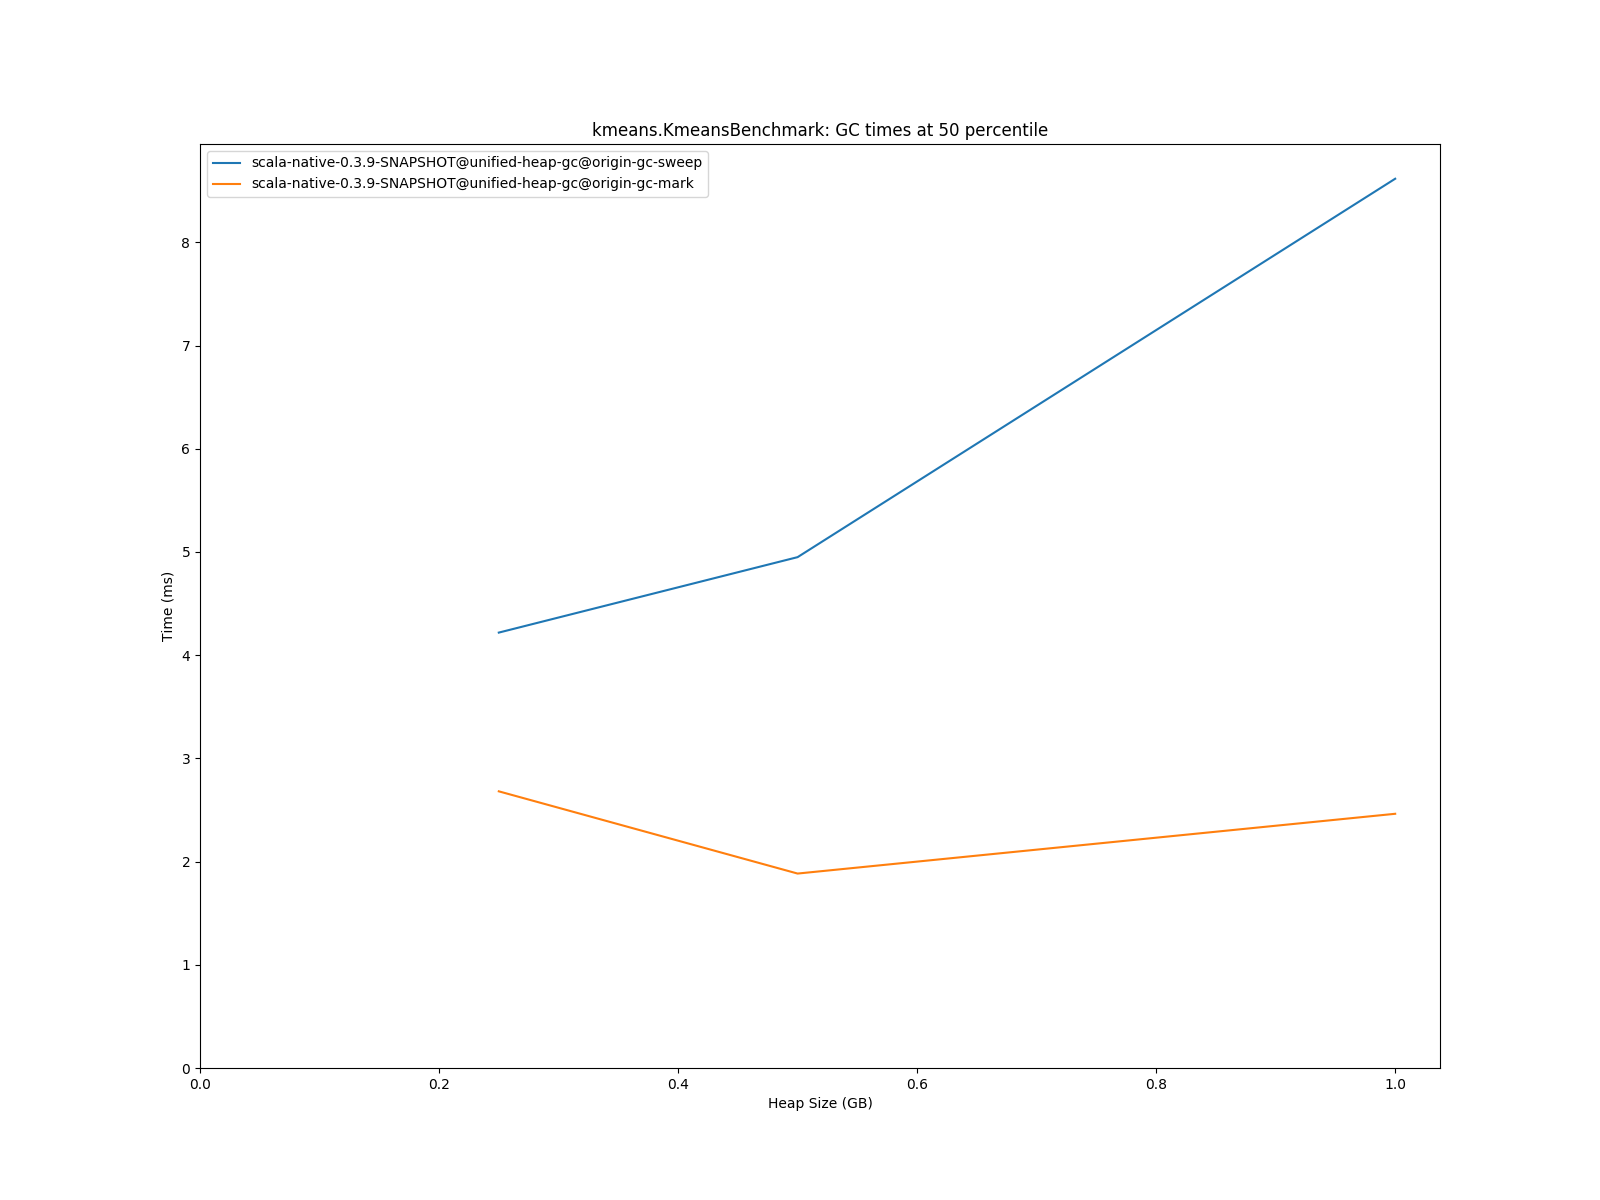 kmeans.KmeansBenchmark: GC times at 50 percentile
scala-native-0.3.9-SNAPSHOT@unified-heap-gc@origin-gc-sweep
scala-native-0.3.9-SNAPSHOT@unified-heap-gc@origin-gc-mark
8
7
6
5
4
3
2
1
0
Time (ms)
0.0 0.2 0.4 0.6 0.8 1.0
Heap Size (GB)